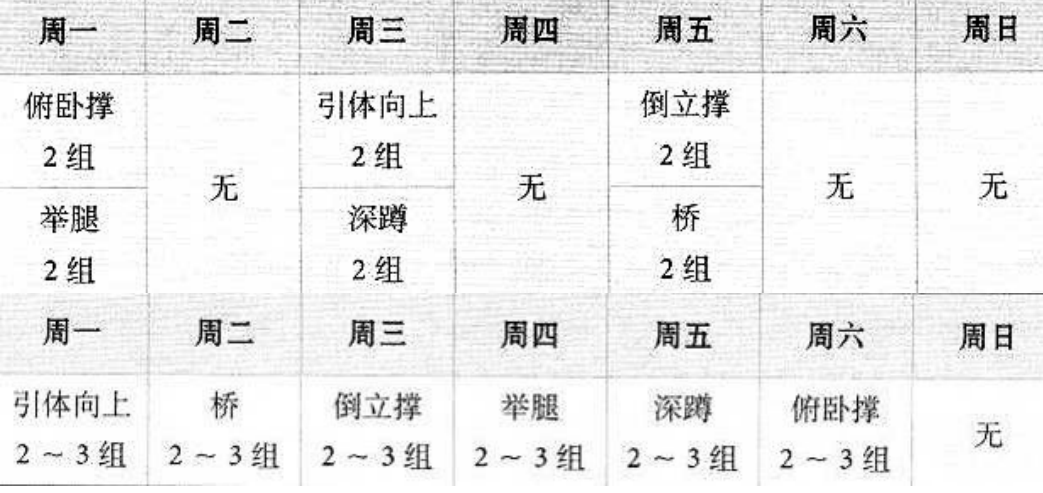 周一 周二 周三 周四 周五 周六 周日
俯卧撑 引体向上 倒立撑
2 组 2 组 2 组
无 无 无 无
举腿 深蹲 桥
2 组 2 组 2 组
周一 周二 周三 周四 周五 周六 周日
引体向上 桥 倒立撑 举腿 深蹲 俯卧撑 无
2 ~ 3 组 2 ~ 3 组 2 ~ 3 组 2 ~ 3 组 2 ~ 3 组 2 ~ 3 组